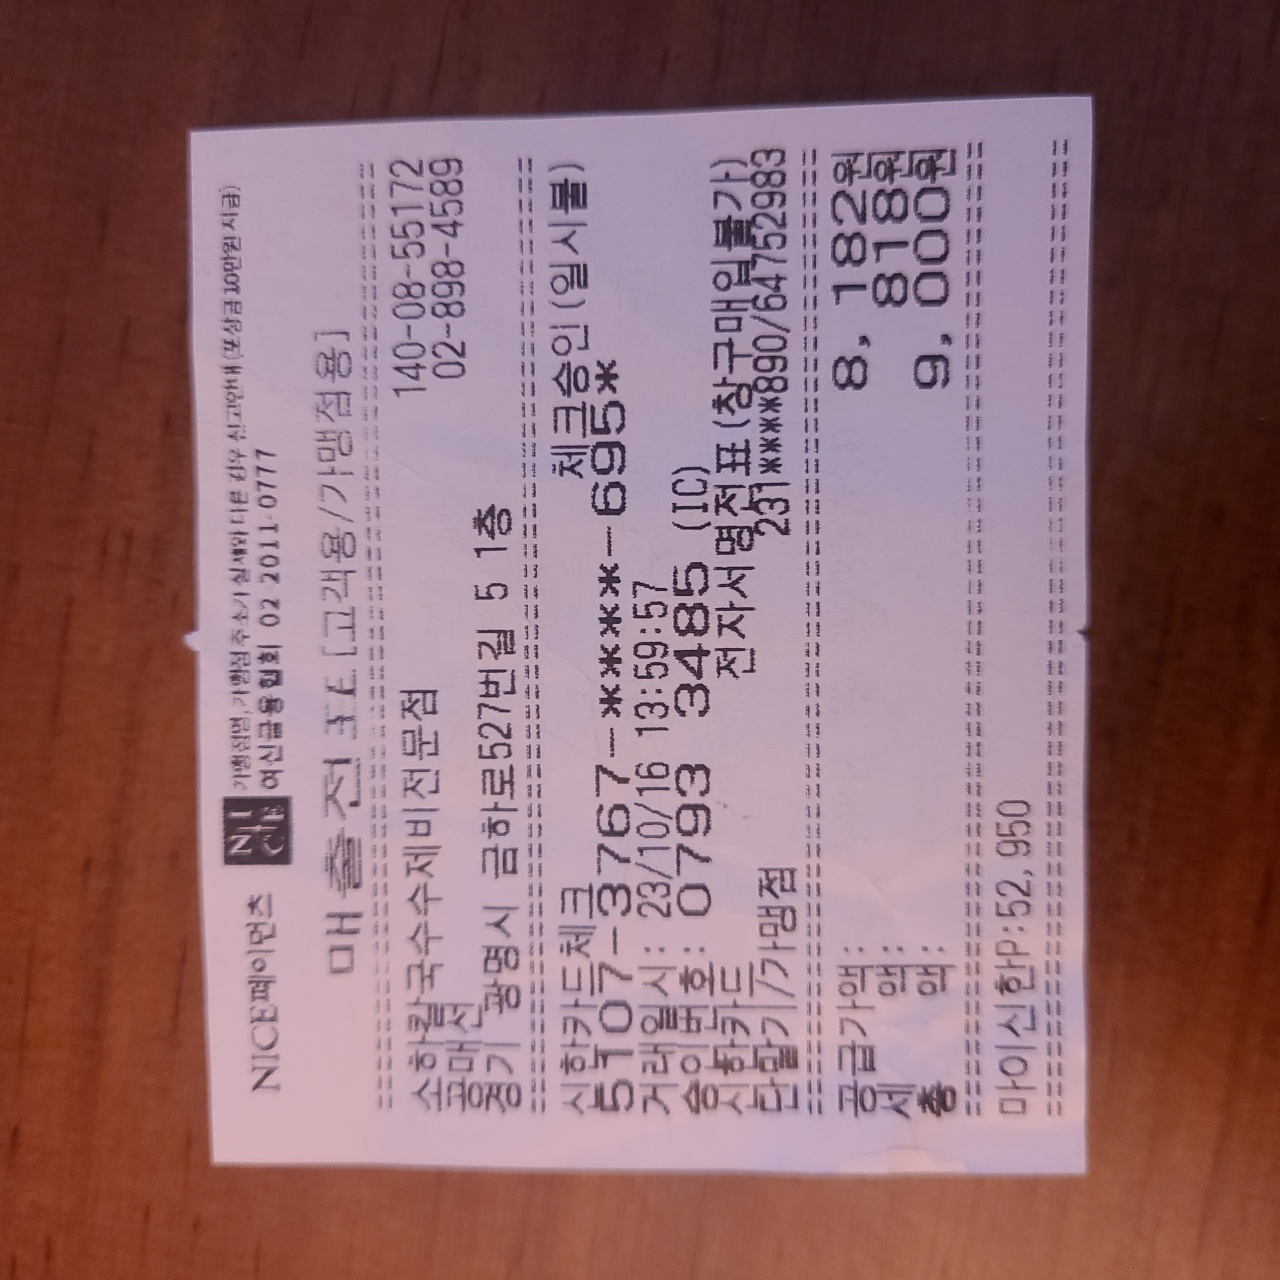 NICE페이먼츠
가맹점명, 가맹점 주소가 실제와 다른 경우 신고안내 (포상금 10만원 지급)
여신금융협회 02 2011-0777
매출전표 [고객용/가맹점용]
소하칼국수수제비전문점 140-08-55172
공매선 02-898-4589
경기 광명시 금하로527번길 5 1층
신한카드체크 체크승인(일시불)
5107-3767-****-695*
거래일시: 23/10/16 13:59:57
승인번호: 0793 3485 (IC)
신한카드 전자서명전표(창구매입불가)
단말기/가맹점 231****890/64752983
공급가액: 8,182원
세 액: 818원
총 액: 9,000원
마이신한P:52,950